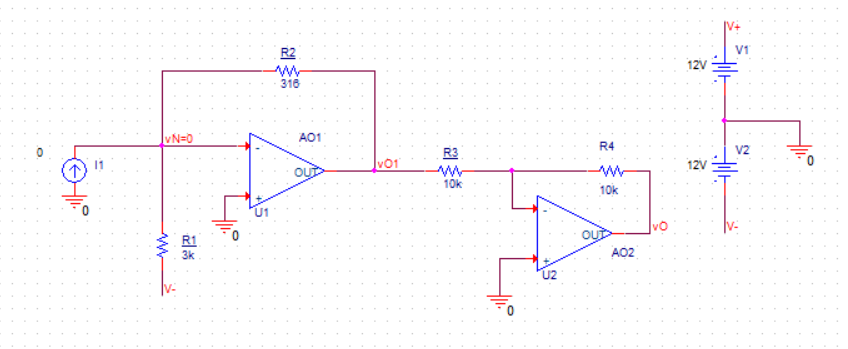 R2
316
V+
V1
12V
AO1
vN=0
0
I1
-
OUT
+
U1
0
0
vO1
R3
10k
R4
10k
V2
12V
0
-
OUT
vO
+
AO2
U2
0
R1
3k
V-
V-